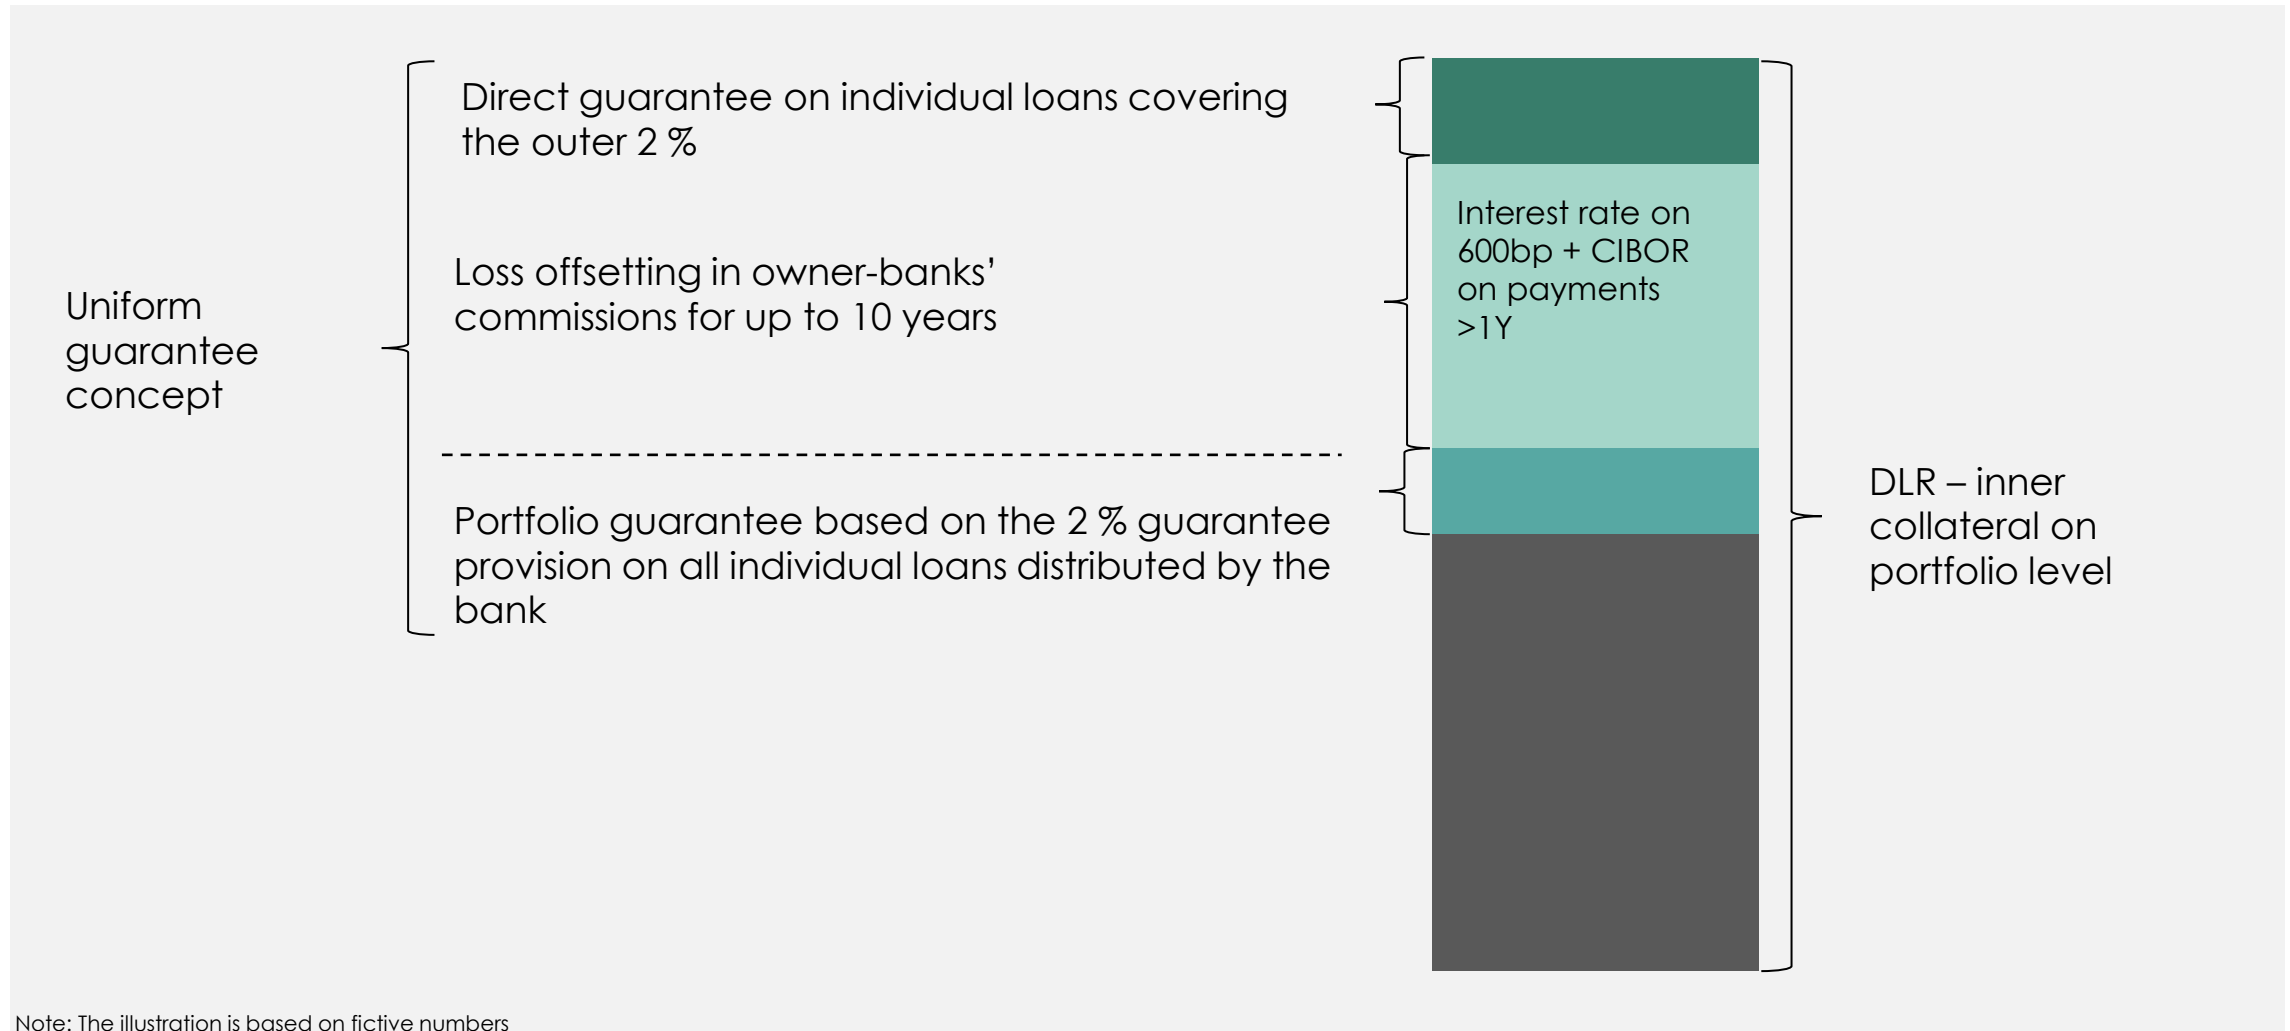 Direct guarantee on individual loans covering
the outer 2 %
Interest rate on
600bp + CIBOR
on payments
>1Y
Loss offsetting in owner-banks’
commissions for up to 10 years
Uniform
guarantee
concept
DLR – inner
collateral on
portfolio level
Portfolio guarantee based on the 2 % guarantee
provision on all individual loans distributed by the
bank
Note: The illustration is based on fictive numbers